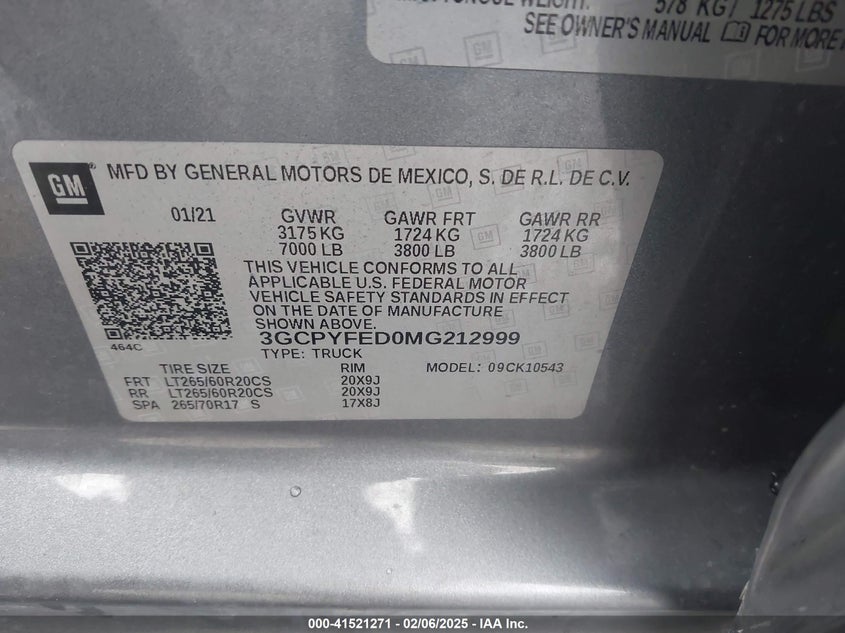 578 KG / 1275 LBS
SEE OWNER'S MANUAL FOR MORE
GM
MFD BY GENERAL MOTORS DE MEXICO, S. DE R.L. DE C.V.
01/21 GVWR GAWR FRT GAWR RR
3175 KG 1724 KG 1724 KG
7000 LB 3800 LB 3800 LB
THIS VEHICLE CONFORMS TO ALL
APPLICABLE U.S. FEDERAL MOTOR
VEHICLE SAFETY STANDARDS IN EFFECT
ON THE DATE OF MANUFACTURE
SHOWN ABOVE.
3GCPYFED0MG212999
464C
TYPE: TRUCK
TIRE SIZE RIM MODEL: 09CK10543
FRT LT265/60R20CS 20X9J
RR LT265/60R20CS 20X9J
SPA 265/70R17 S 17X8J
000-41521271 - 02/06/2025 - IAA Inc.